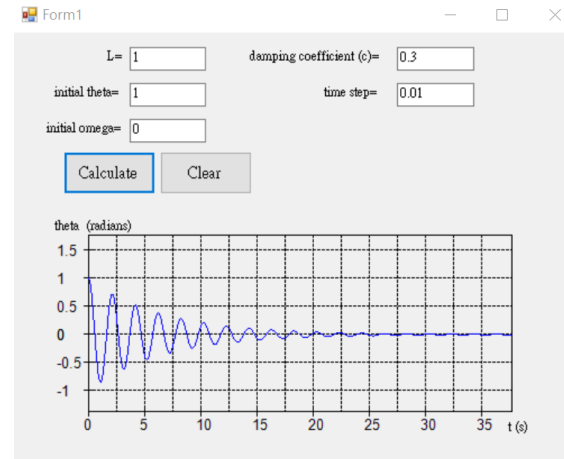 Form1
L= 1 damping coefficient (c)= 0.3
initial theta= 1 time step= 0.01
initial omega= 0
Calculate Clear
theta (radians)
1.5
1
0.5
0
-0.5
-1
0 5 10 15 20 25 30 35 t (s)